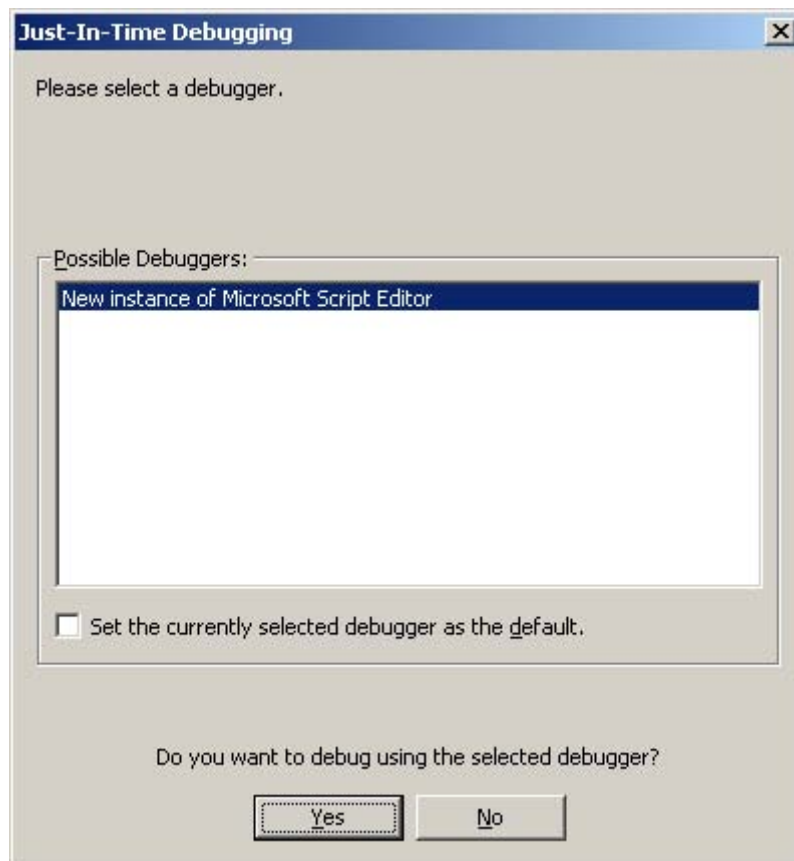 Just-In-Time Debugging
Please select a debugger.
Possible Debuggers:
New instance of Microsoft Script Editor
Set the currently selected debugger as the default.
Do you want to debug using the selected debugger?
Yes
No